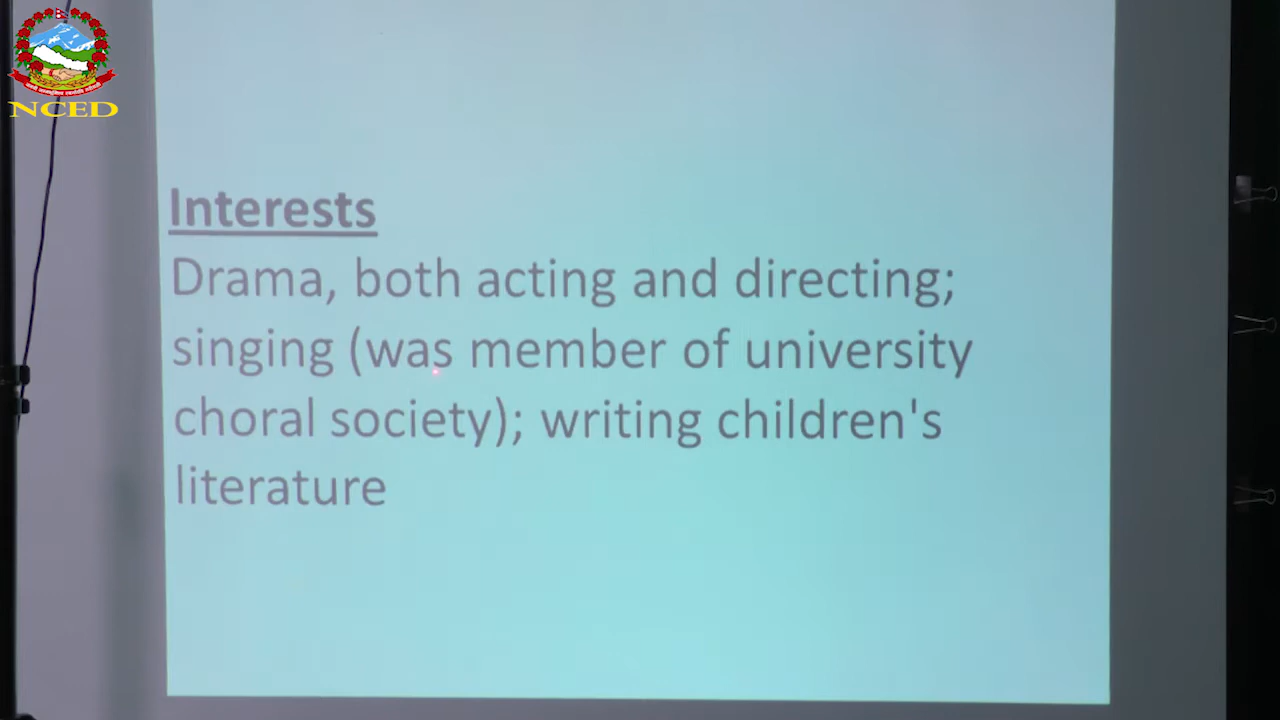 NCED
Interests
Drama, both acting and directing;
singing (was member of university
choral society); writing children's
literature